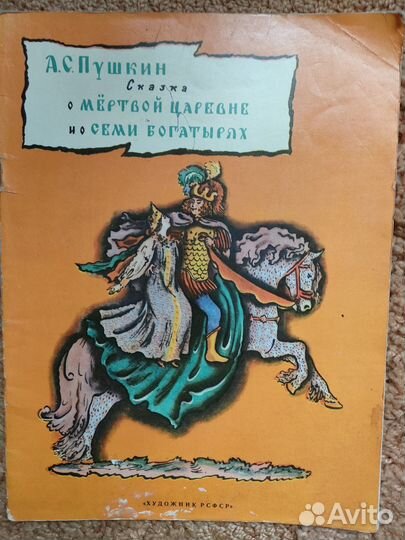 А.С. Пушкин
Сказка
о мёртвой царевне
и о семи богатырях
«ХУДОЖНИК РСФСР»
Avito